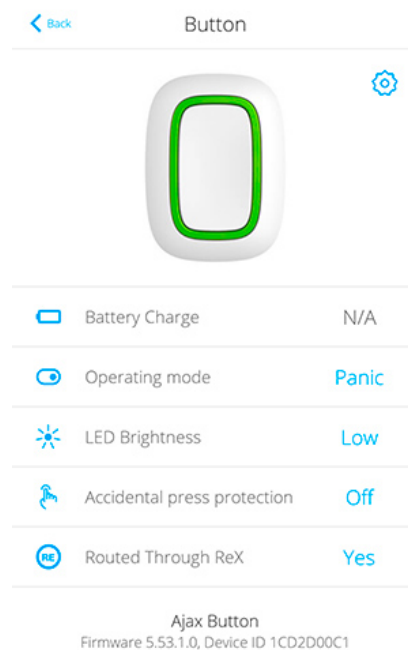 Back Button
Battery Charge N/A
Operating mode Panic
LED Brightness Low
Accidental press protection Off
RE Routed Through ReX Yes
Ajax Button
Firmware 5.53.1.0, Device ID 1CD2D00C1